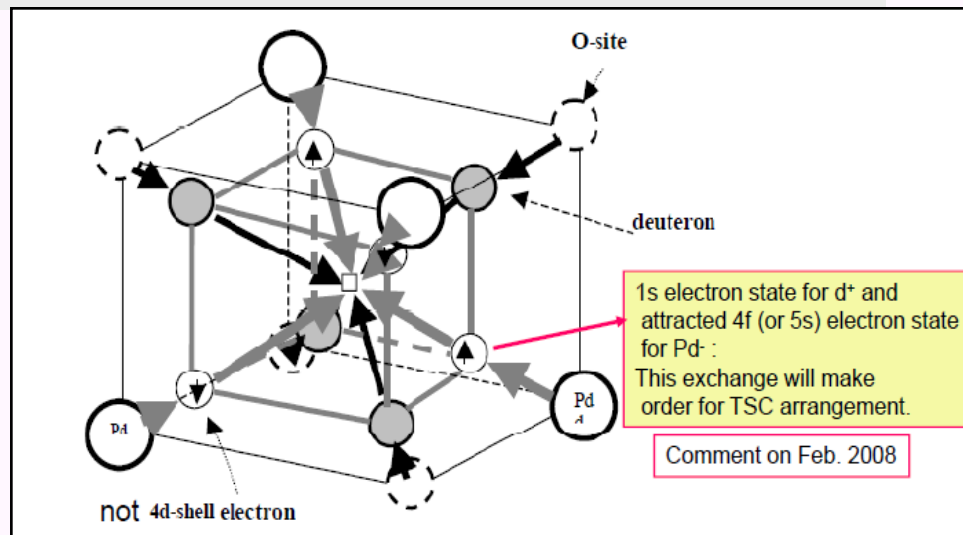 O-site
deuteron
1s electron state for d⁺ and
attracted 4f (or 5s) electron state
for Pd⁻ :
This exchange will make
order for TSC arrangement.
Pd
Pd
Comment on Feb. 2008
not 4d-shell electron